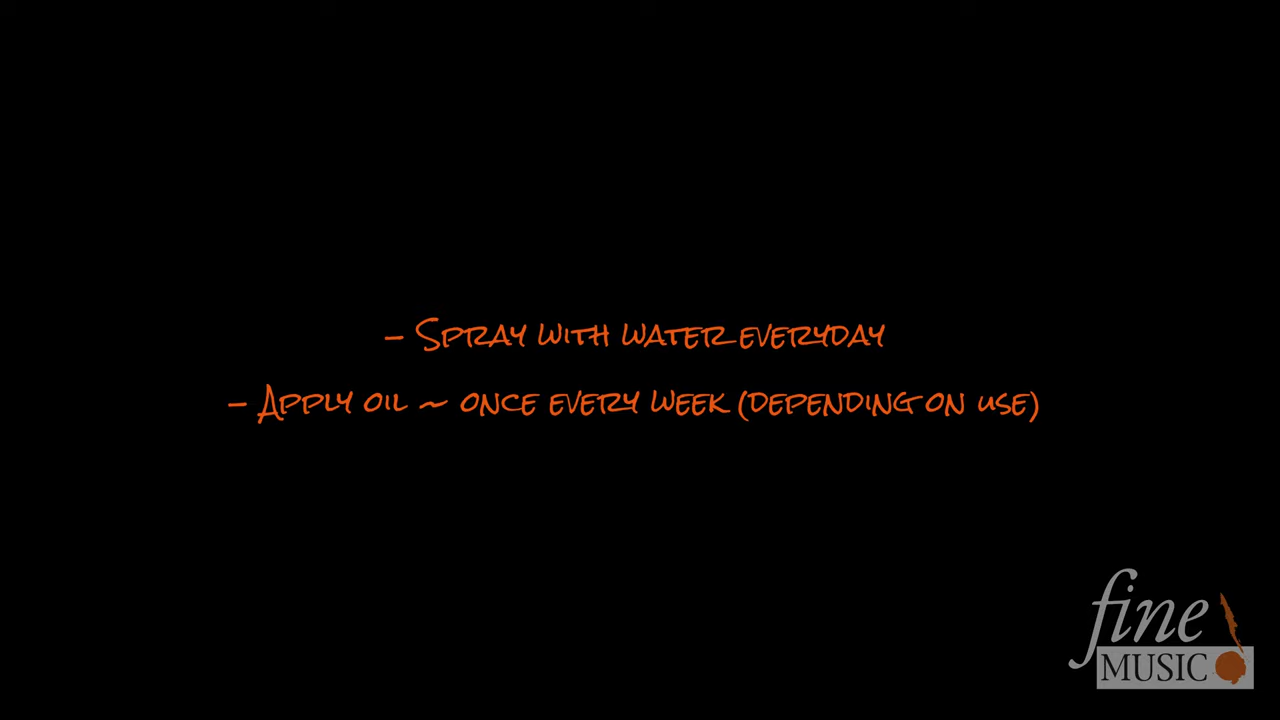 - Spray with water everyday
- Apply oil ~ once every week (depending on use)
fine
MUSIC